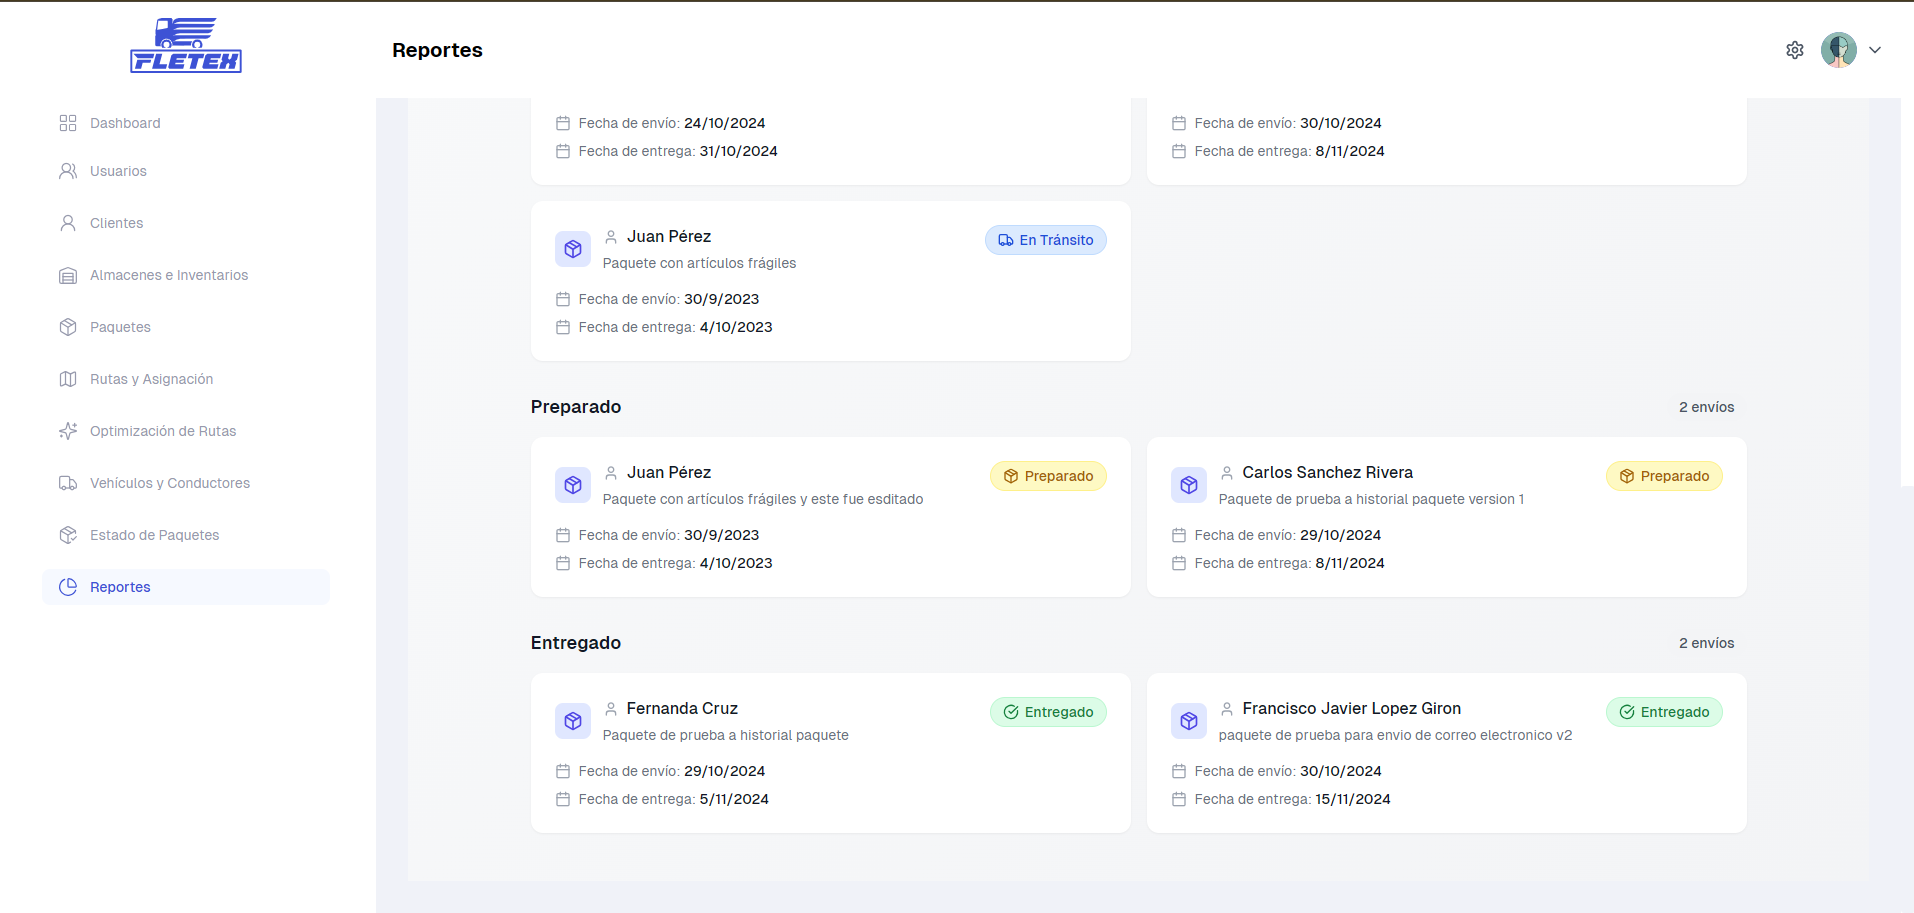 FLETEX
Reportes
Dashboard
Usuarios
Clientes
Almacenes e Inventarios
Paquetes
Rutas y Asignación
Optimización de Rutas
Vehículos y Conductores
Estado de Paquetes
Reportes
Fecha de envío: 24/10/2024
Fecha de entrega: 31/10/2024
Fecha de envío: 30/10/2024
Fecha de entrega: 8/11/2024
Juan Pérez
En Tránsito
Paquete con artículos frágiles
Fecha de envío: 30/9/2023
Fecha de entrega: 4/10/2023
Preparado
2 envíos
Juan Pérez
Preparado
Paquete con artículos frágiles y este fue esditado
Fecha de envío: 30/9/2023
Fecha de entrega: 4/10/2023
Carlos Sanchez Rivera
Preparado
Paquete de prueba a historial paquete version 1
Fecha de envío: 29/10/2024
Fecha de entrega: 8/11/2024
Entregado
2 envíos
Fernanda Cruz
Entregado
Paquete de prueba a historial paquete
Fecha de envío: 29/10/2024
Fecha de entrega: 5/11/2024
Francisco Javier Lopez Giron
Entregado
paquete de prueba para envio de correo electronico v2
Fecha de envío: 30/10/2024
Fecha de entrega: 15/11/2024